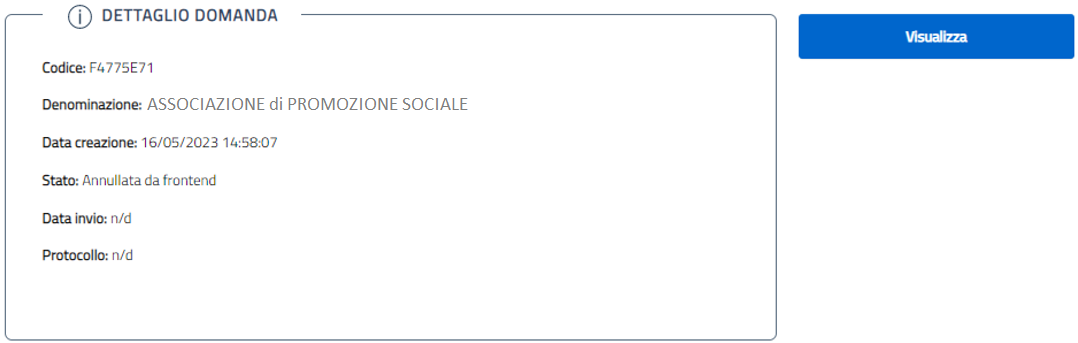 DETTAGLIO DOMANDA
Visualizza
Codice: F4775E71
Denominazione: ASSOCIAZIONE di PROMOZIONE SOCIALE
Data creazione: 16/05/2023 14:58:07
Stato: Annullata da frontend
Data invio: n/d
Protocollo: n/d